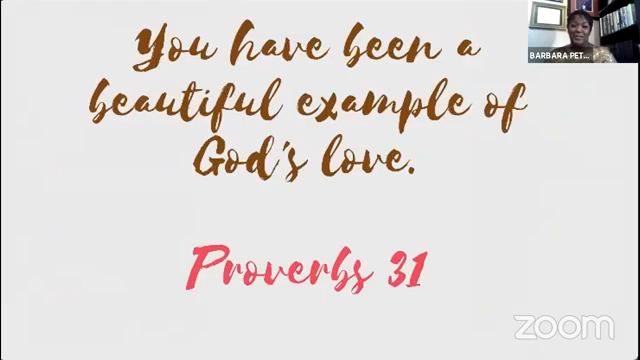 You have been a
beautiful example of
God's love.
Proverbs 31
BARBARA PET...
zoom